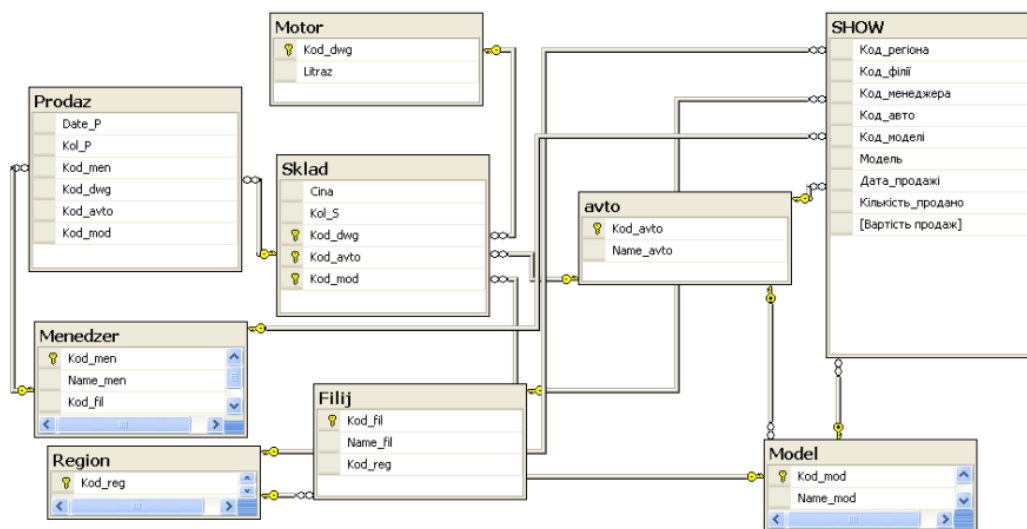 Motor
Kod_dwg
Litraz
SHOW
Код_регіона
Код_філії
Код_менеджера
Код_авто
Код_моделі
Модель
Дата_продажі
Кількість_продано
[Вартість продаж]
Prodaz
Date_P
Kol_P
Kod_men
Kod_dwg
Kod_avto
Kod_mod
Sklad
Cina
Kol_S
Kod_dwg
Kod_avto
Kod_mod
avto
Kod_avto
Name_avto
Menedzer
Kod_men
Name_men
Kod_fil
Filij
Kod_fil
Name_fil
Kod_reg
Region
Kod_reg
Model
Kod_mod
Name_mod